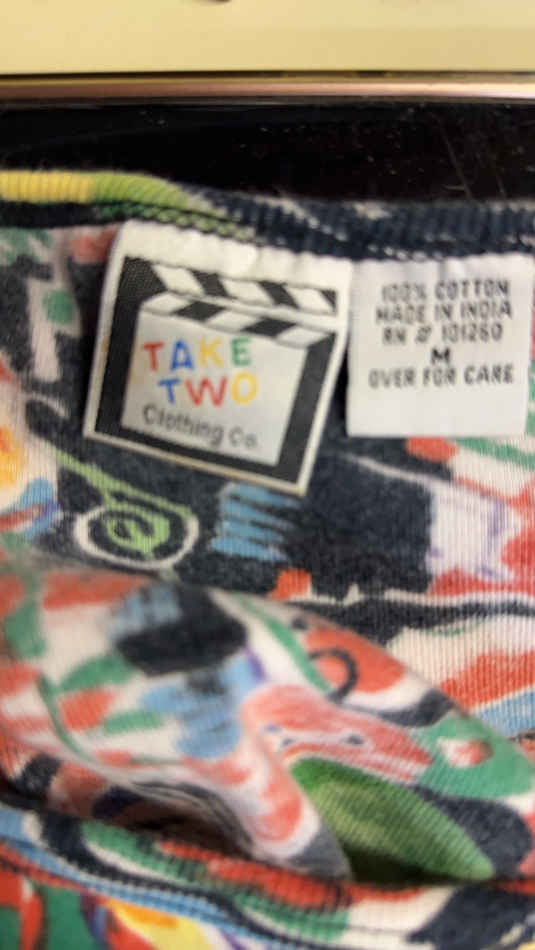 TAKE
TWO
Clothing Co.
100% COTTON
MADE IN INDIA
RN # 101260
M
OVER FOR CARE